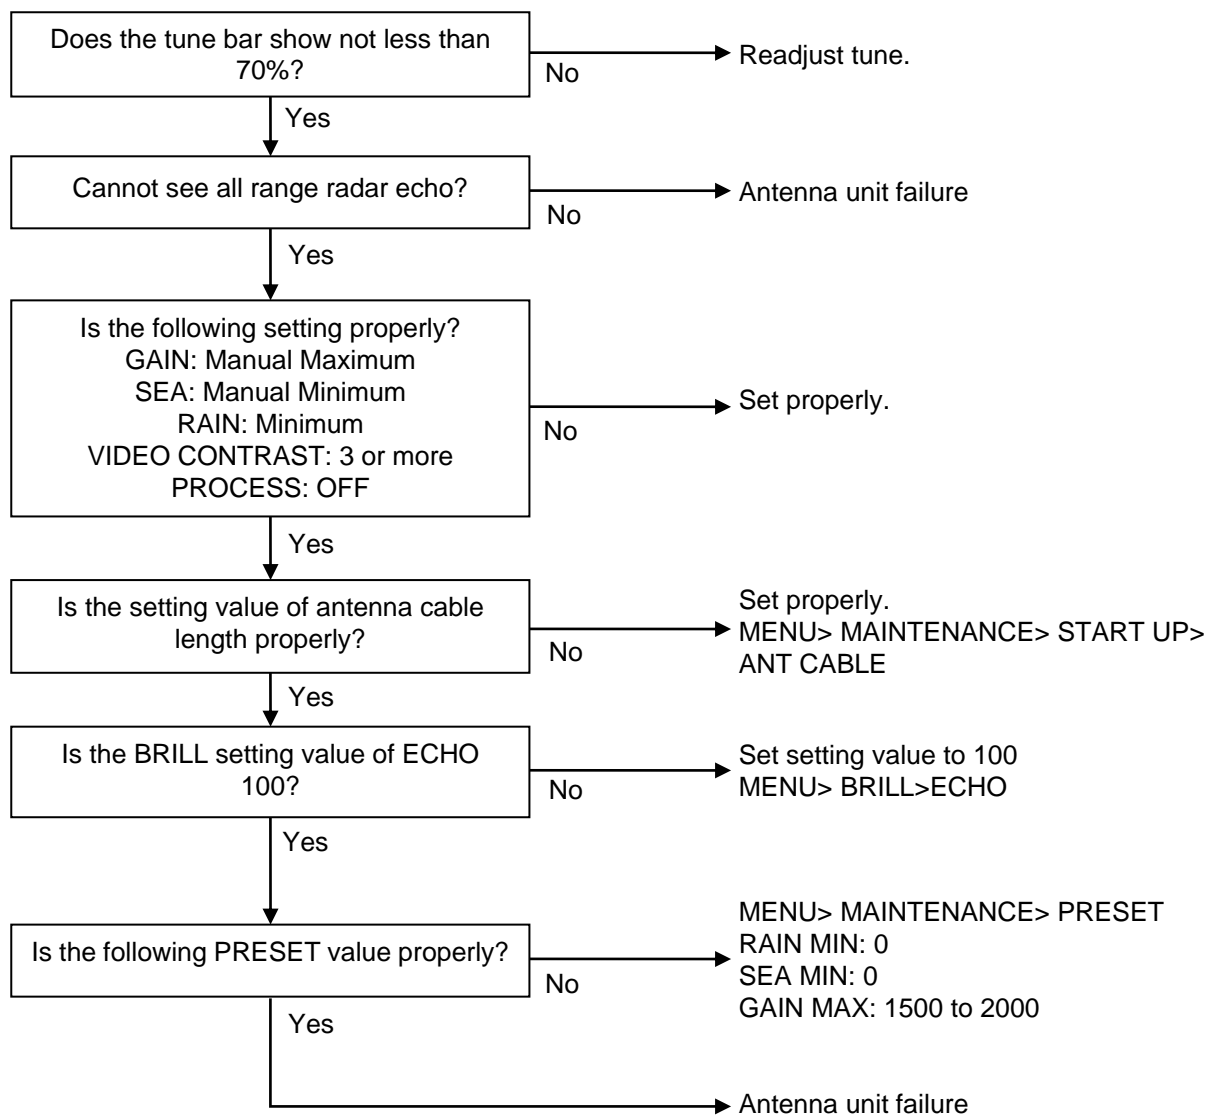 Does the tune bar show not less than
70%?
No
Readjust tune.
Yes
Cannot see all range radar echo?
No
Antenna unit failure
Yes
Is the following setting properly?
GAIN: Manual Maximum
SEA: Manual Minimum
RAIN: Minimum
VIDEO CONTRAST: 3 or more
PROCESS: OFF
No
Set properly.
Yes
Is the setting value of antenna cable
length properly?
No
Set properly.
MENU> MAINTENANCE> START UP>
ANT CABLE
Yes
Is the BRILL setting value of ECHO
100?
No
Set setting value to 100
MENU> BRILL>ECHO
Yes
Is the following PRESET value properly?
No
MENU> MAINTENANCE> PRESET
RAIN MIN: 0
SEA MIN: 0
GAIN MAX: 1500 to 2000
Yes
Antenna unit failure